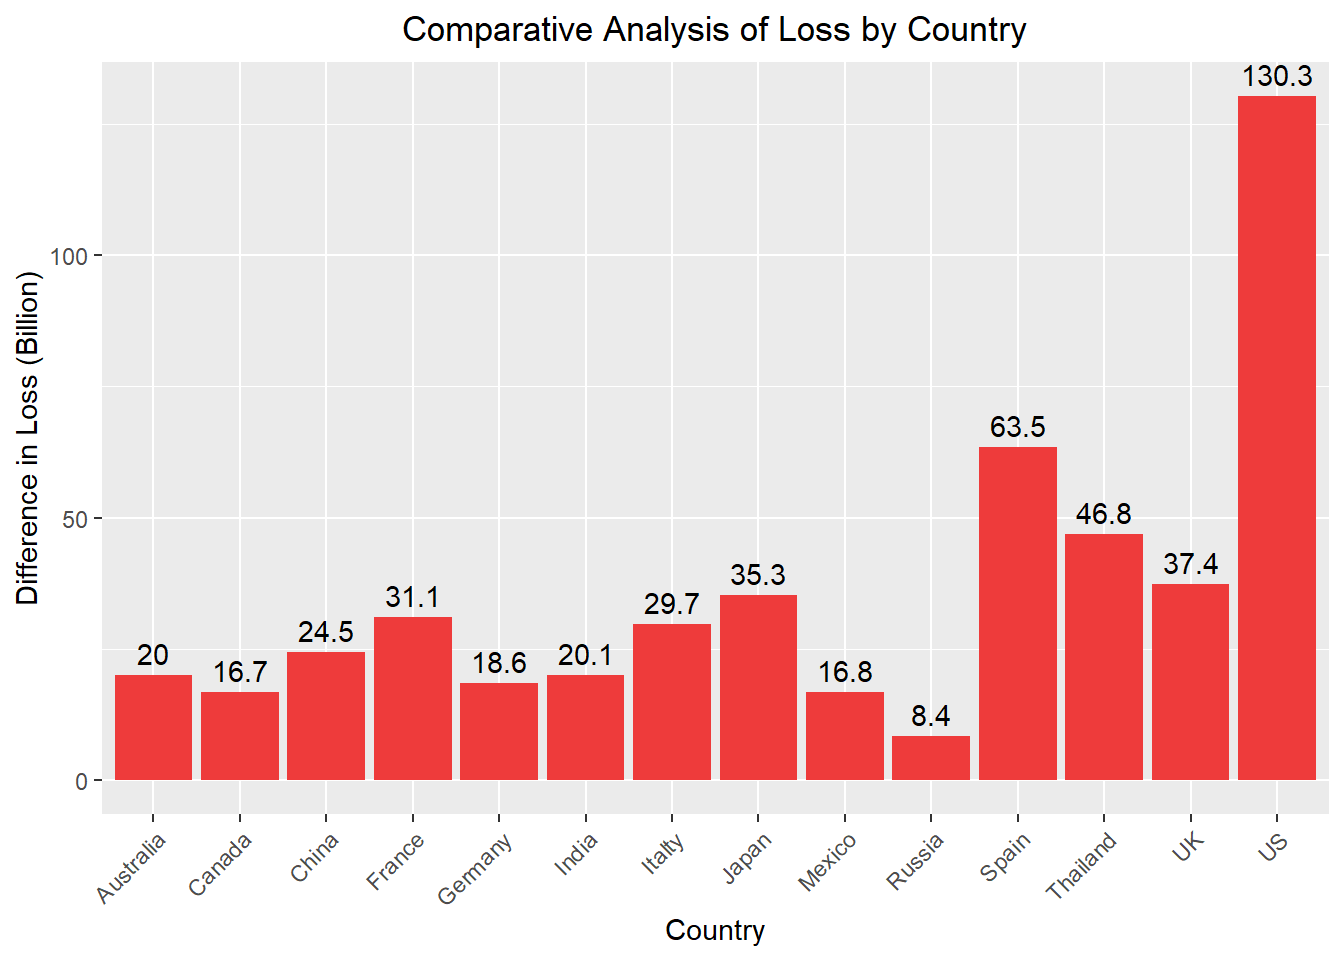 Comparative Analysis of Loss by Country
Difference in Loss (Billion)
100
50
0
20
16.7
24.5
31.1
18.6
20.1
29.7
35.3
16.8
8.4
63.5
46.8
37.4
130.3
Australia
Canada
China
France
Germany
India
Italty
Japan
Mexico
Russia
Spain
Thailand
UK
US
Country